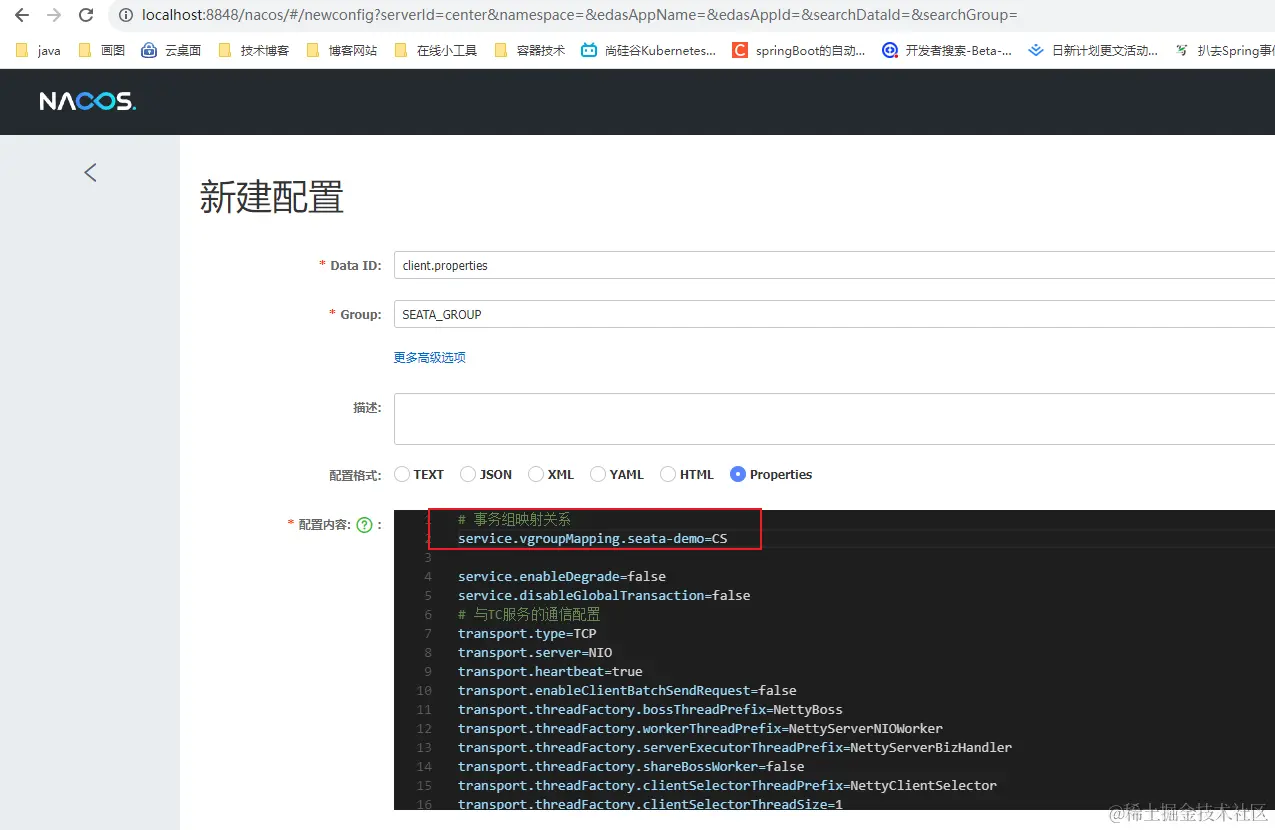 localhost:8848/nacos/#/newconfig?serverId=center&namespace=&edasAppName=&edasAppId=&searchDataId=&searchGroup=
java 画图 云桌面 技术博客 博客网站 在线小工具 容器技术 尚硅谷Kubernetes... springBoot的自动... 开发者搜索-Beta-... 日新计划更文活动... 扒去Spring事
NACOS.
新建配置
* Data ID: client.properties
* Group: SEATA_GROUP
更多高级选项
描述:
配置格式: TEXT JSON XML YAML HTML Properties
* 配置内容: ? :
1 # 事务组映射关系
2 service.vgroupMapping.seata-demo=CS
3
4 service.enableDegrade=false
5 service.disableGlobalTransaction=false
6 # 与TC服务的通信配置
7 transport.type=TCP
8 transport.server=NIO
9 transport.heartbeat=true
10 transport.enableClientBatchSendRequest=false
11 transport.threadFactory.bossThreadPrefix=NettyBoss
12 transport.threadFactory.workerThreadPrefix=NettyServerNIOWorker
13 transport.threadFactory.serverExecutorThreadPrefix=NettyServerBizHandler
14 transport.threadFactory.shareBossWorker=false
15 transport.threadFactory.clientSelectorThreadPrefix=NettyClientSelector
16 transport.threadFactory.clientSelectorThreadSize=1
@稀土掘金技术社区